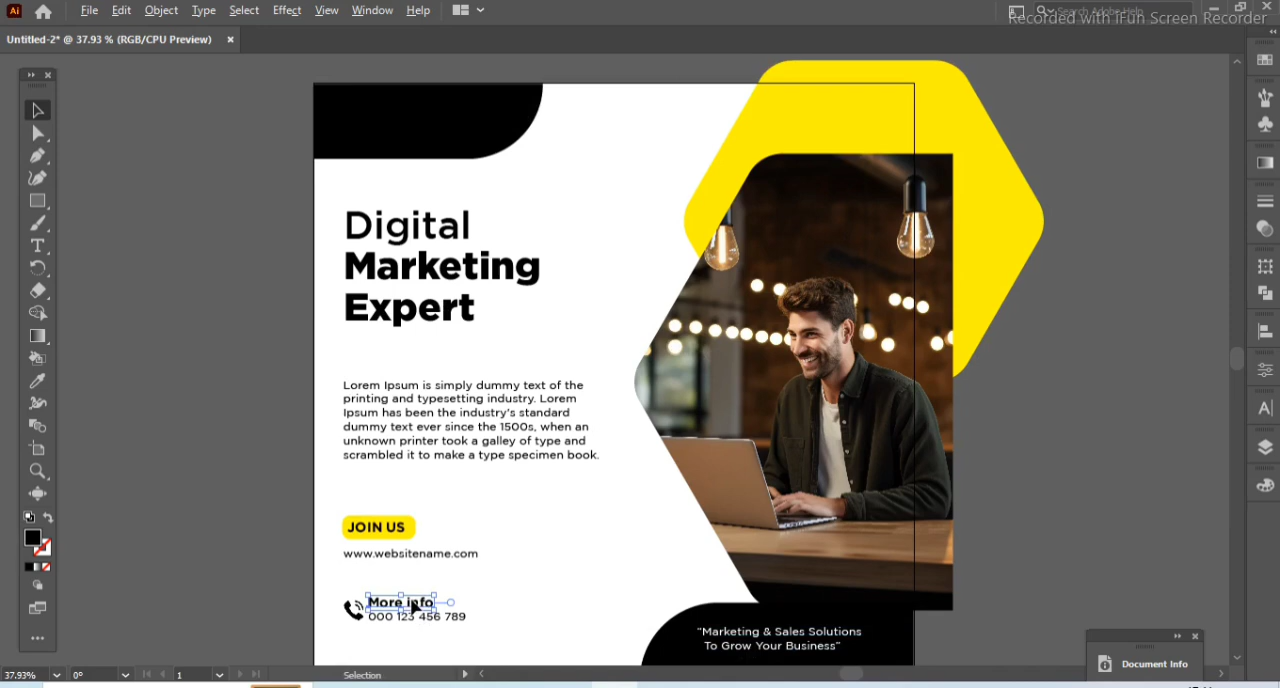 Ai
File Edit Object Type Select Effect View Window Help
Search Adobe Help
Recorded with iFun Screen Recorder
Untitled-2* @ 37.93 % (RGB/CPU Preview)
Digital
Marketing
Expert
Lorem Ipsum is simply dummy text of the
printing and typesetting industry. Lorem
Ipsum has been the industry's standard
dummy text ever since the 1500s, when an
unknown printer took a galley of type and
scrambled it to make a type specimen book.
JOIN US
www.websitename.com
More info
000 123 456 789
"Marketing & Sales Solutions
To Grow Your Business"
Document Info
37.93% 0° 1 Selection